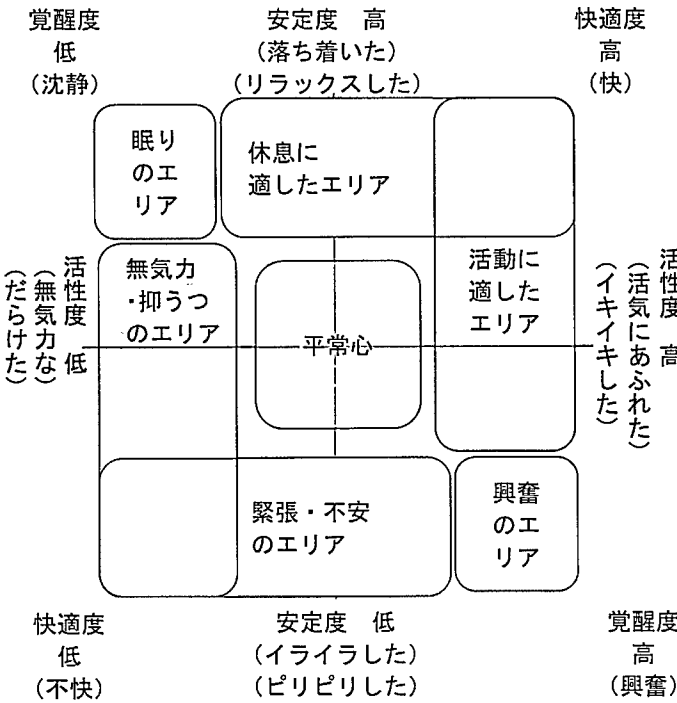 覚醒度
低
(沈静)
安定度 高
(落ち着いた)
(リラックスした)
快適度
高
(快)
眠り
のエ
リア
休息に
適したエリア
活性度 低
(無気力な)
(だらけた)
無気力
・抑うつ
のエリア
平常心
活動に
適した
エリア
活性度 高
(活気にあふれた)
(イキイキした)
緊張・不安
のエリア
興奮
のエ
リア
快適度
低
(不快)
安定度 低
(イライラした)
(ピリピリした)
覚醒度
高
(興奮)